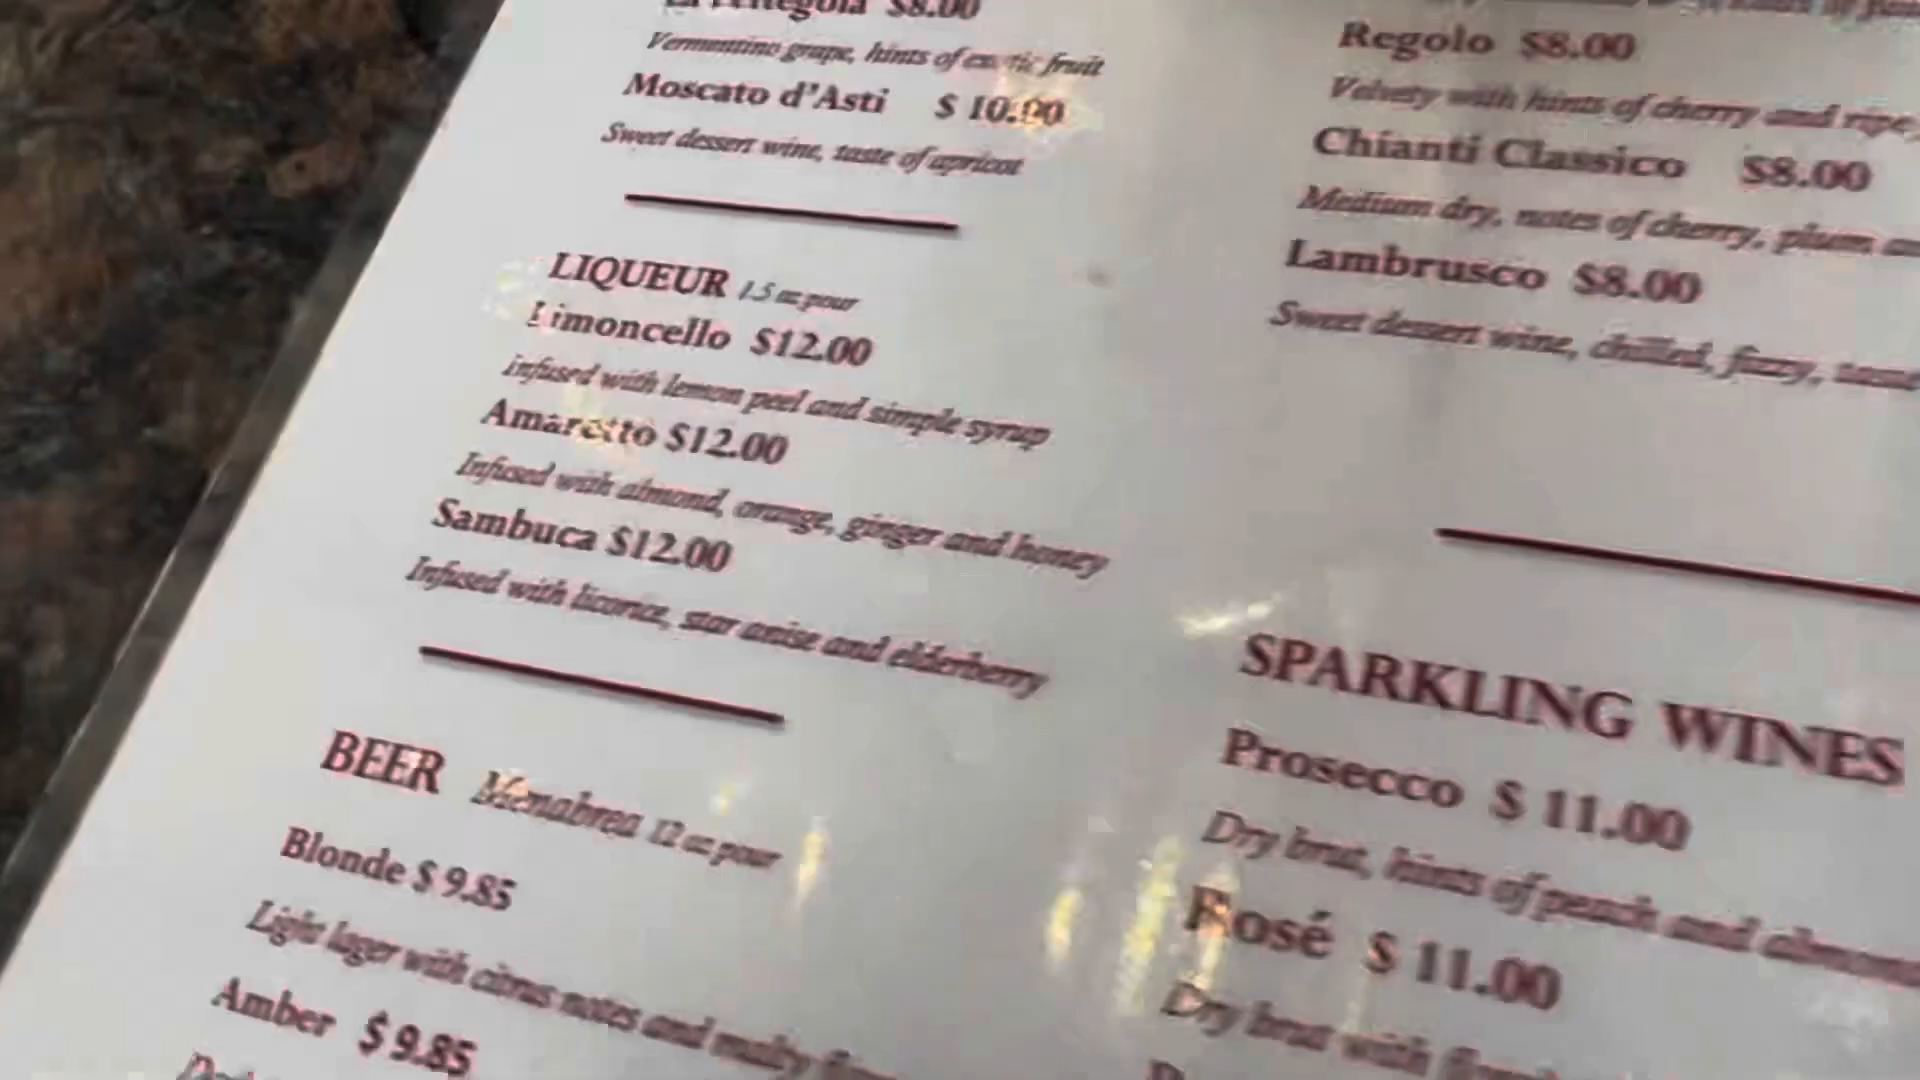 La Pettegola $8.00
Vermentino grape, hints of exotic fruit
Moscato d'Asti $ 10.00
Sweet dessert wine, taste of apricot
LIQUEUR 1.5 oz pour
Limoncello $12.00
Infused with lemon peel and simple syrup
Amaretto $12.00
Infused with almond, orange, ginger and honey
Sambuca $12.00
Infused with licorice, star anise and elderberry
BEER Menabrea 12 oz pour
Blonde $ 9.85
Light lager with citrus notes and malty
Amber $ 9.85
Regolo $8.00
Velvety with hints of cherry and ripe
Chianti Classico $8.00
Medium dry, notes of cherry, plum
Lambrusco $8.00
Sweet dessert wine, chilled, fizzy,
SPARKLING WINES
Prosecco $ 11.00
Dry brut, hints of peach and
Rosé $ 11.00
Dry brut with